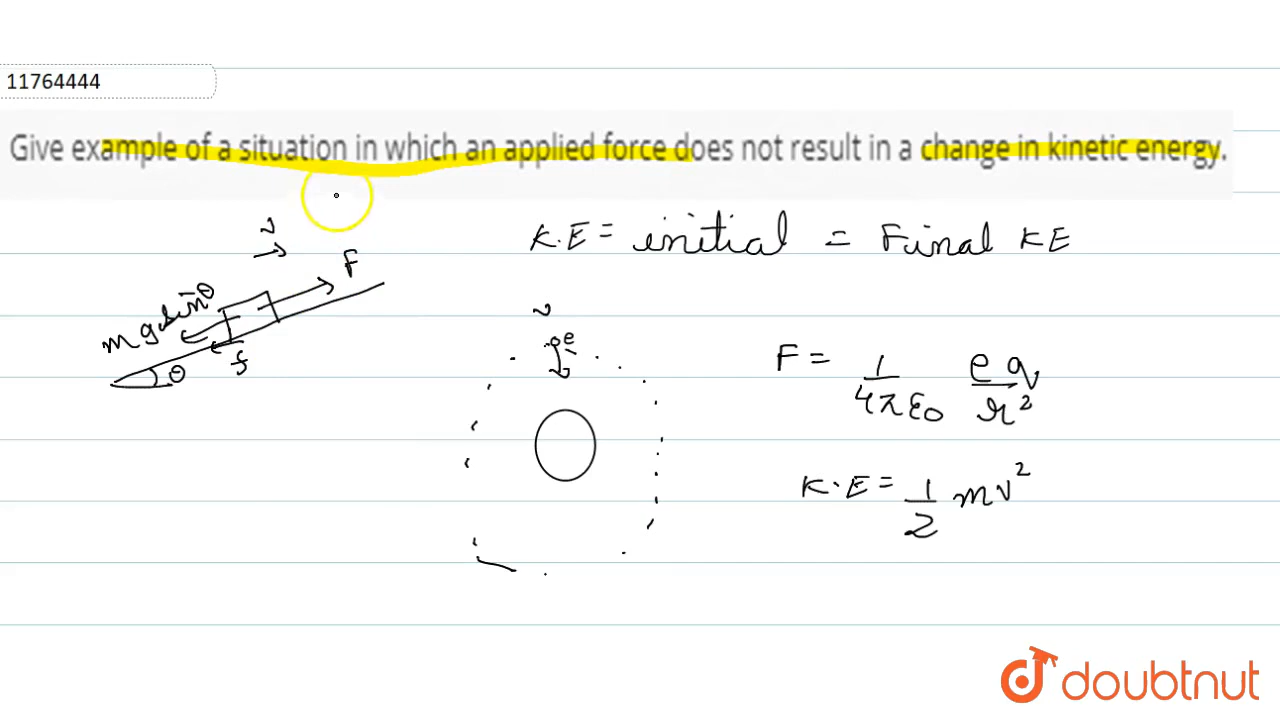 11764444
Give example of a situation in which an applied force does not result in a change in kinetic energy.
K.E = initial = Final KE
v
F
mg sinθ
f
θ
v
e
F = 1/4πε₀ eq/r²
K.E = 1/2 mv²
doubtnut